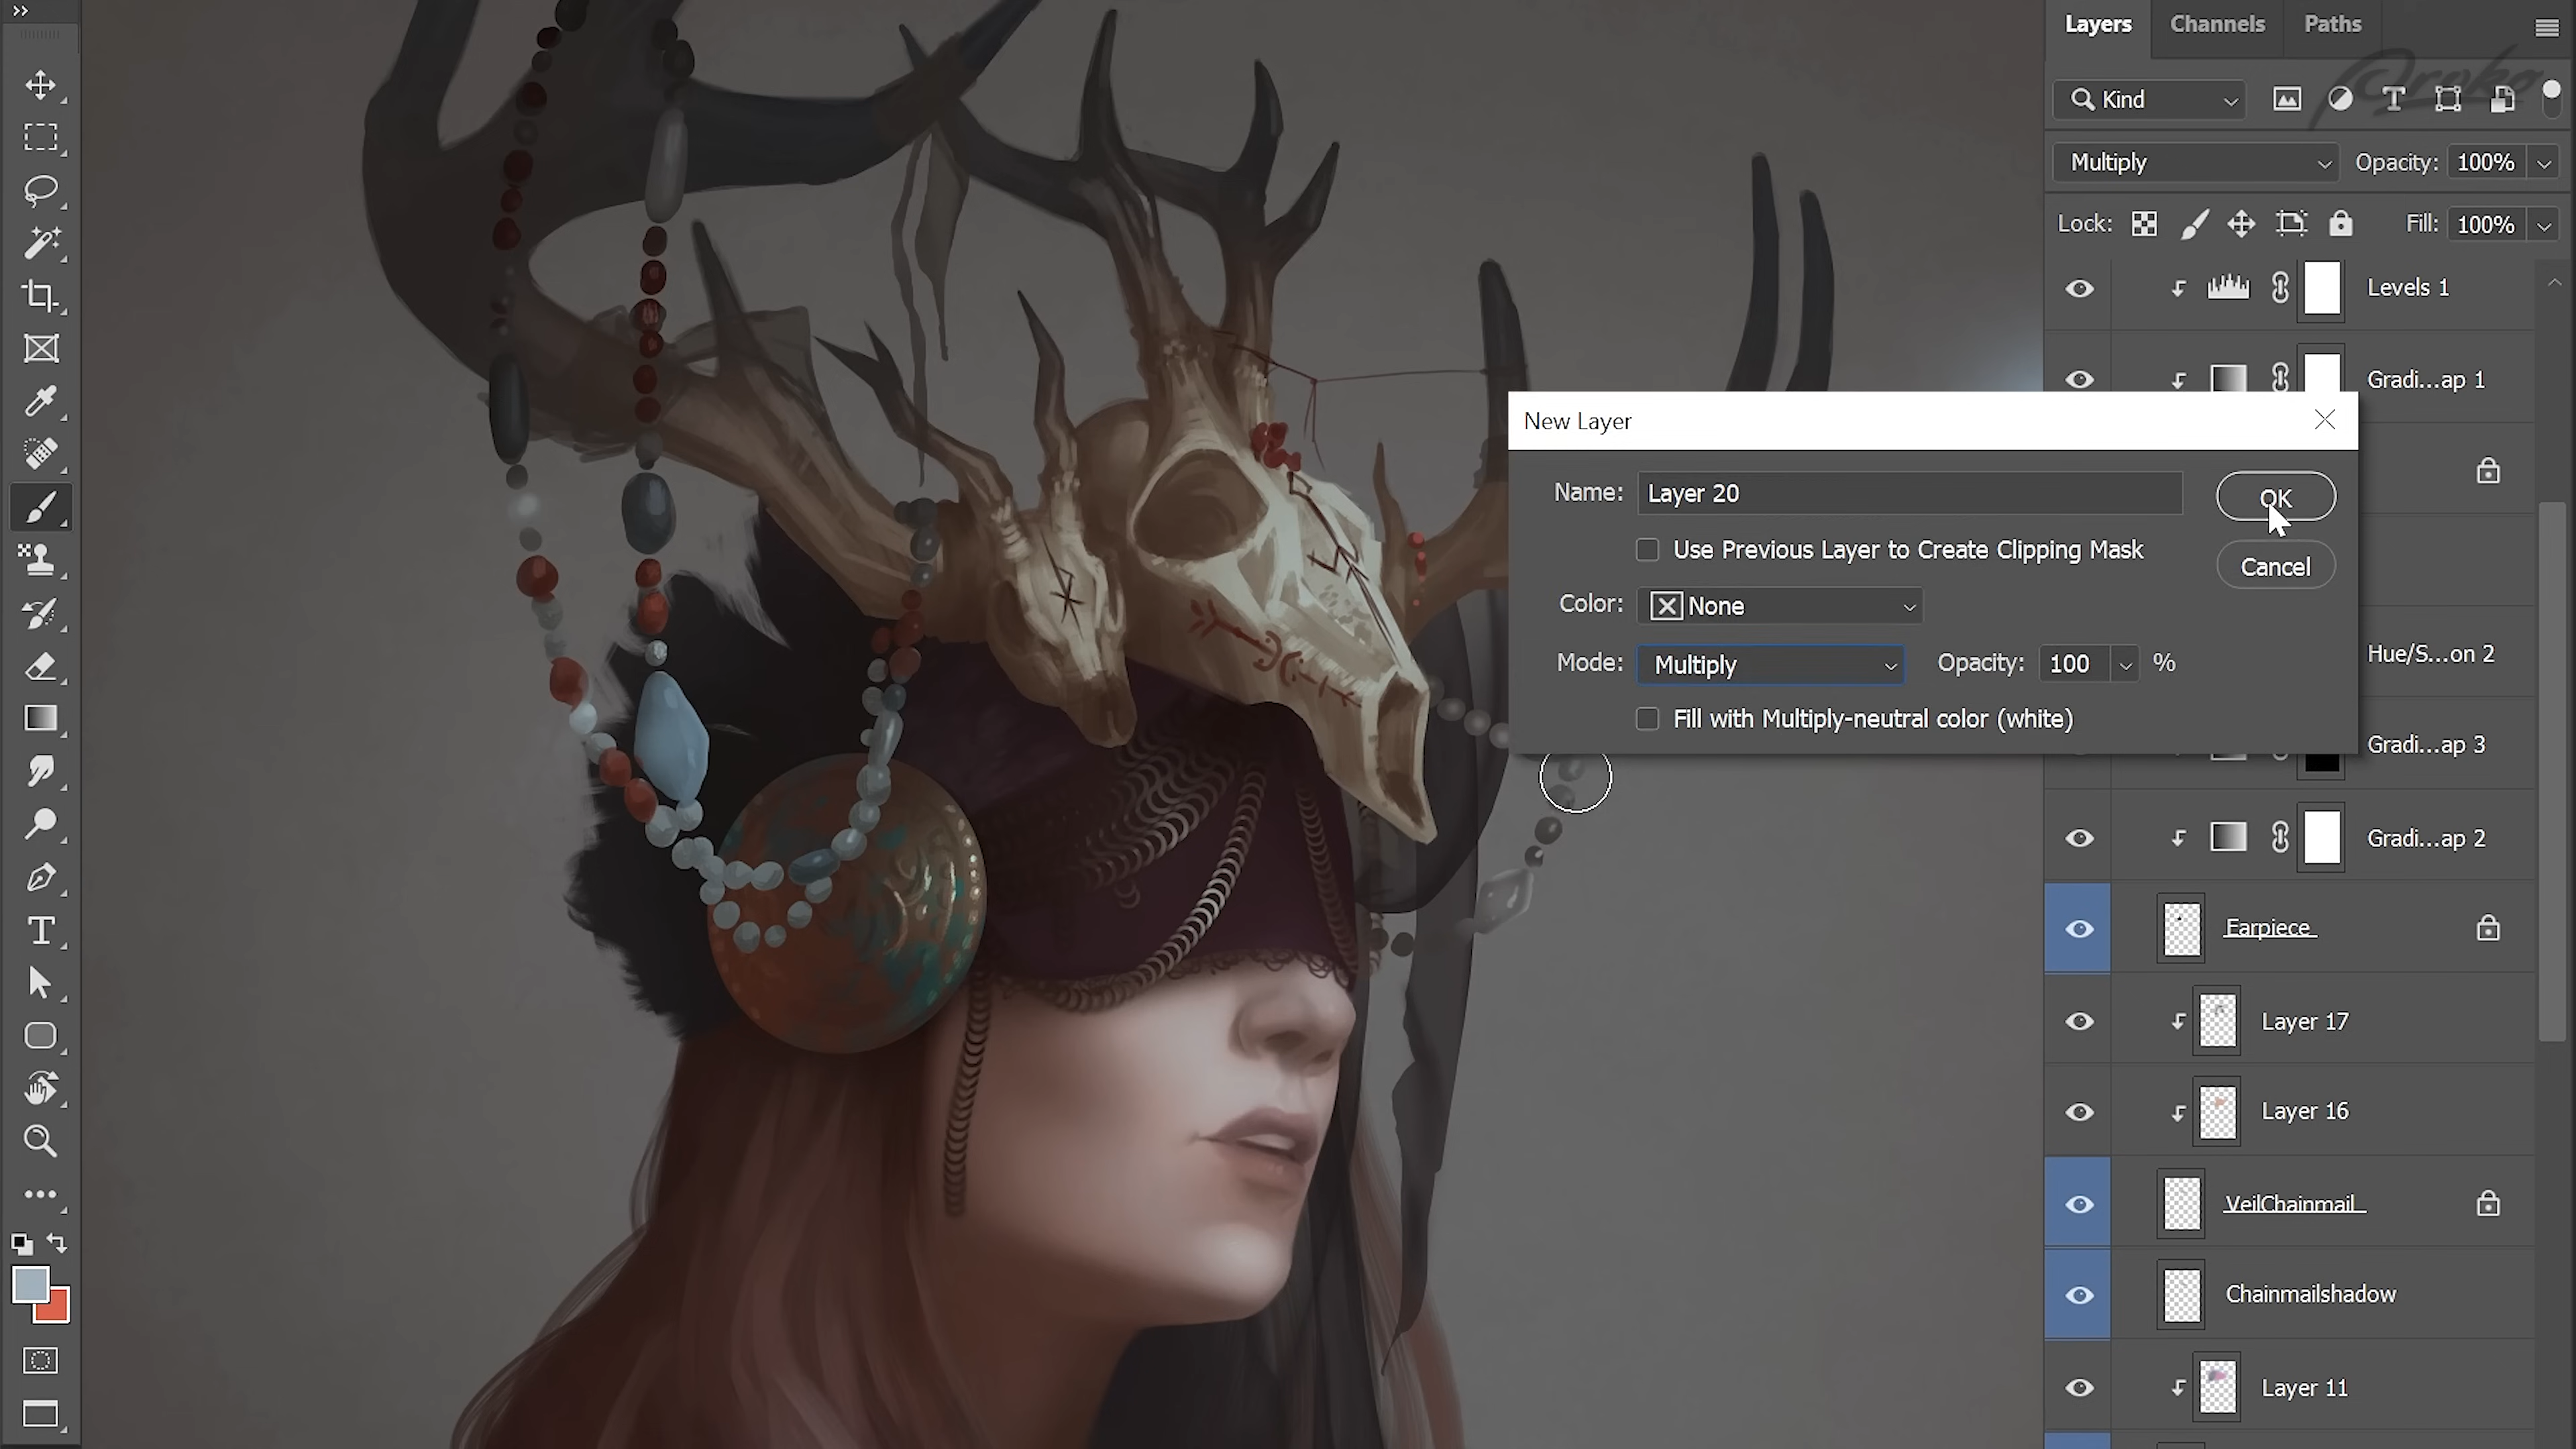 Layers Channels Paths
Proko
Kind
Multiply Opacity: 100%
Lock: Fill: 100%
Levels 1
Gradi...ap 1
New Layer
Name: Layer 20 OK
Use Previous Layer to Create Clipping Mask
Cancel
Color: None
Mode: Multiply Opacity: 100 %
Fill with Multiply-neutral color (white)
Hue/S...on 2
Gradi...ap 3
Gradi...ap 2
Earpiece
Layer 17
Layer 16
VeilChainmail
Chainmailshadow
Layer 11